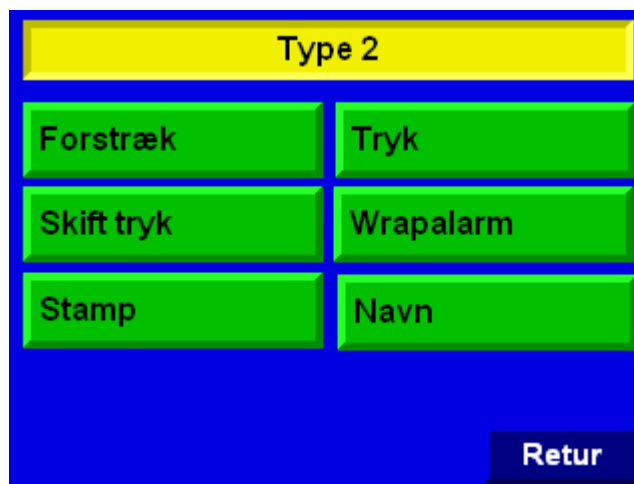 Type 2
Forstræk
Tryk
Skift tryk
Wrapalarm
Stamp
Navn
Retur